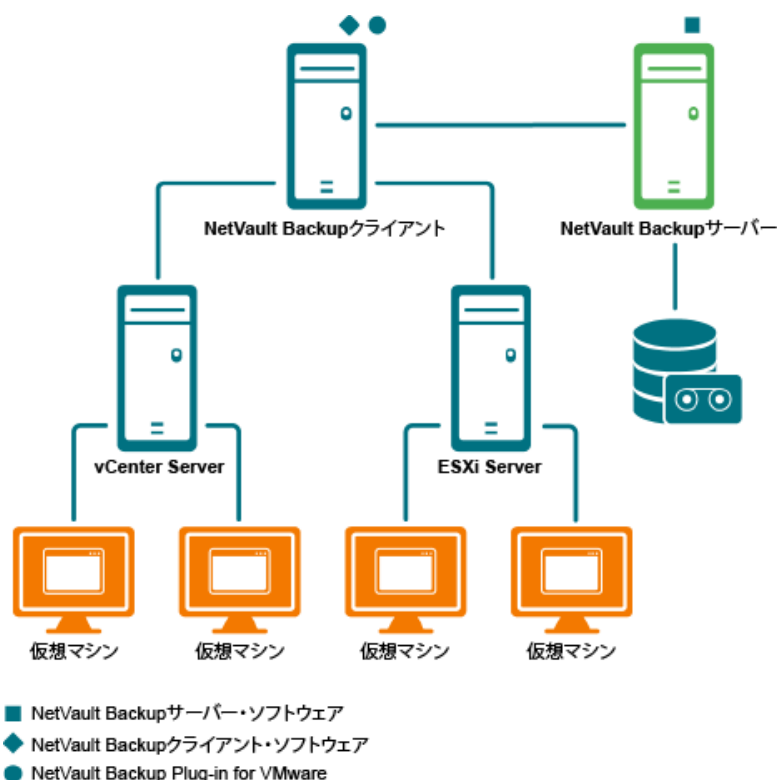 NetVault Backupクライアント
NetVault Backupサーバー
vCenter Server
ESXi Server
仮想マシン
仮想マシン
仮想マシン
仮想マシン
NetVault Backupサーバー・ソフトウェア
NetVault Backupクライアント・ソフトウェア
NetVault Backup Plug-in for VMware